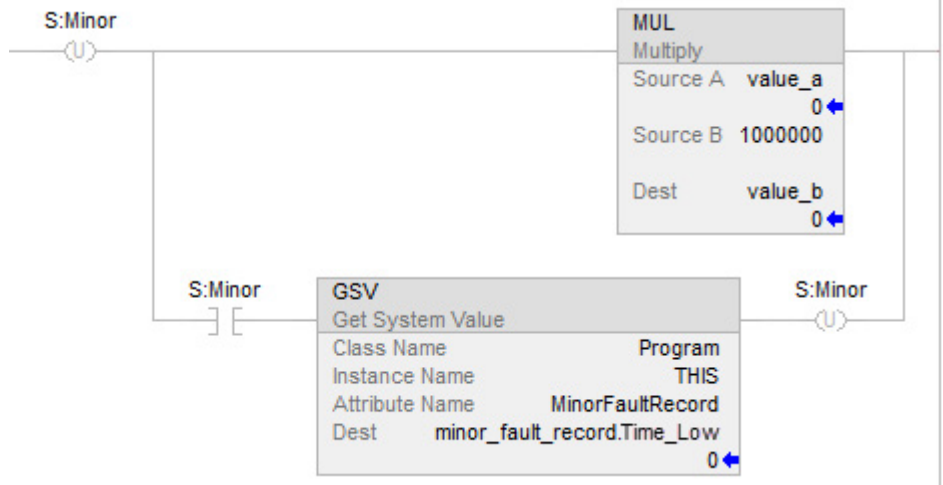 S:Minor
U
MUL
Multiply
Source A value_a
0
Source B 1000000
Dest value_b
0
S:Minor
GSV
Get System Value
Class Name Program
Instance Name THIS
Attribute Name MinorFaultRecord
Dest minor_fault_record.Time_Low
0
S:Minor
U